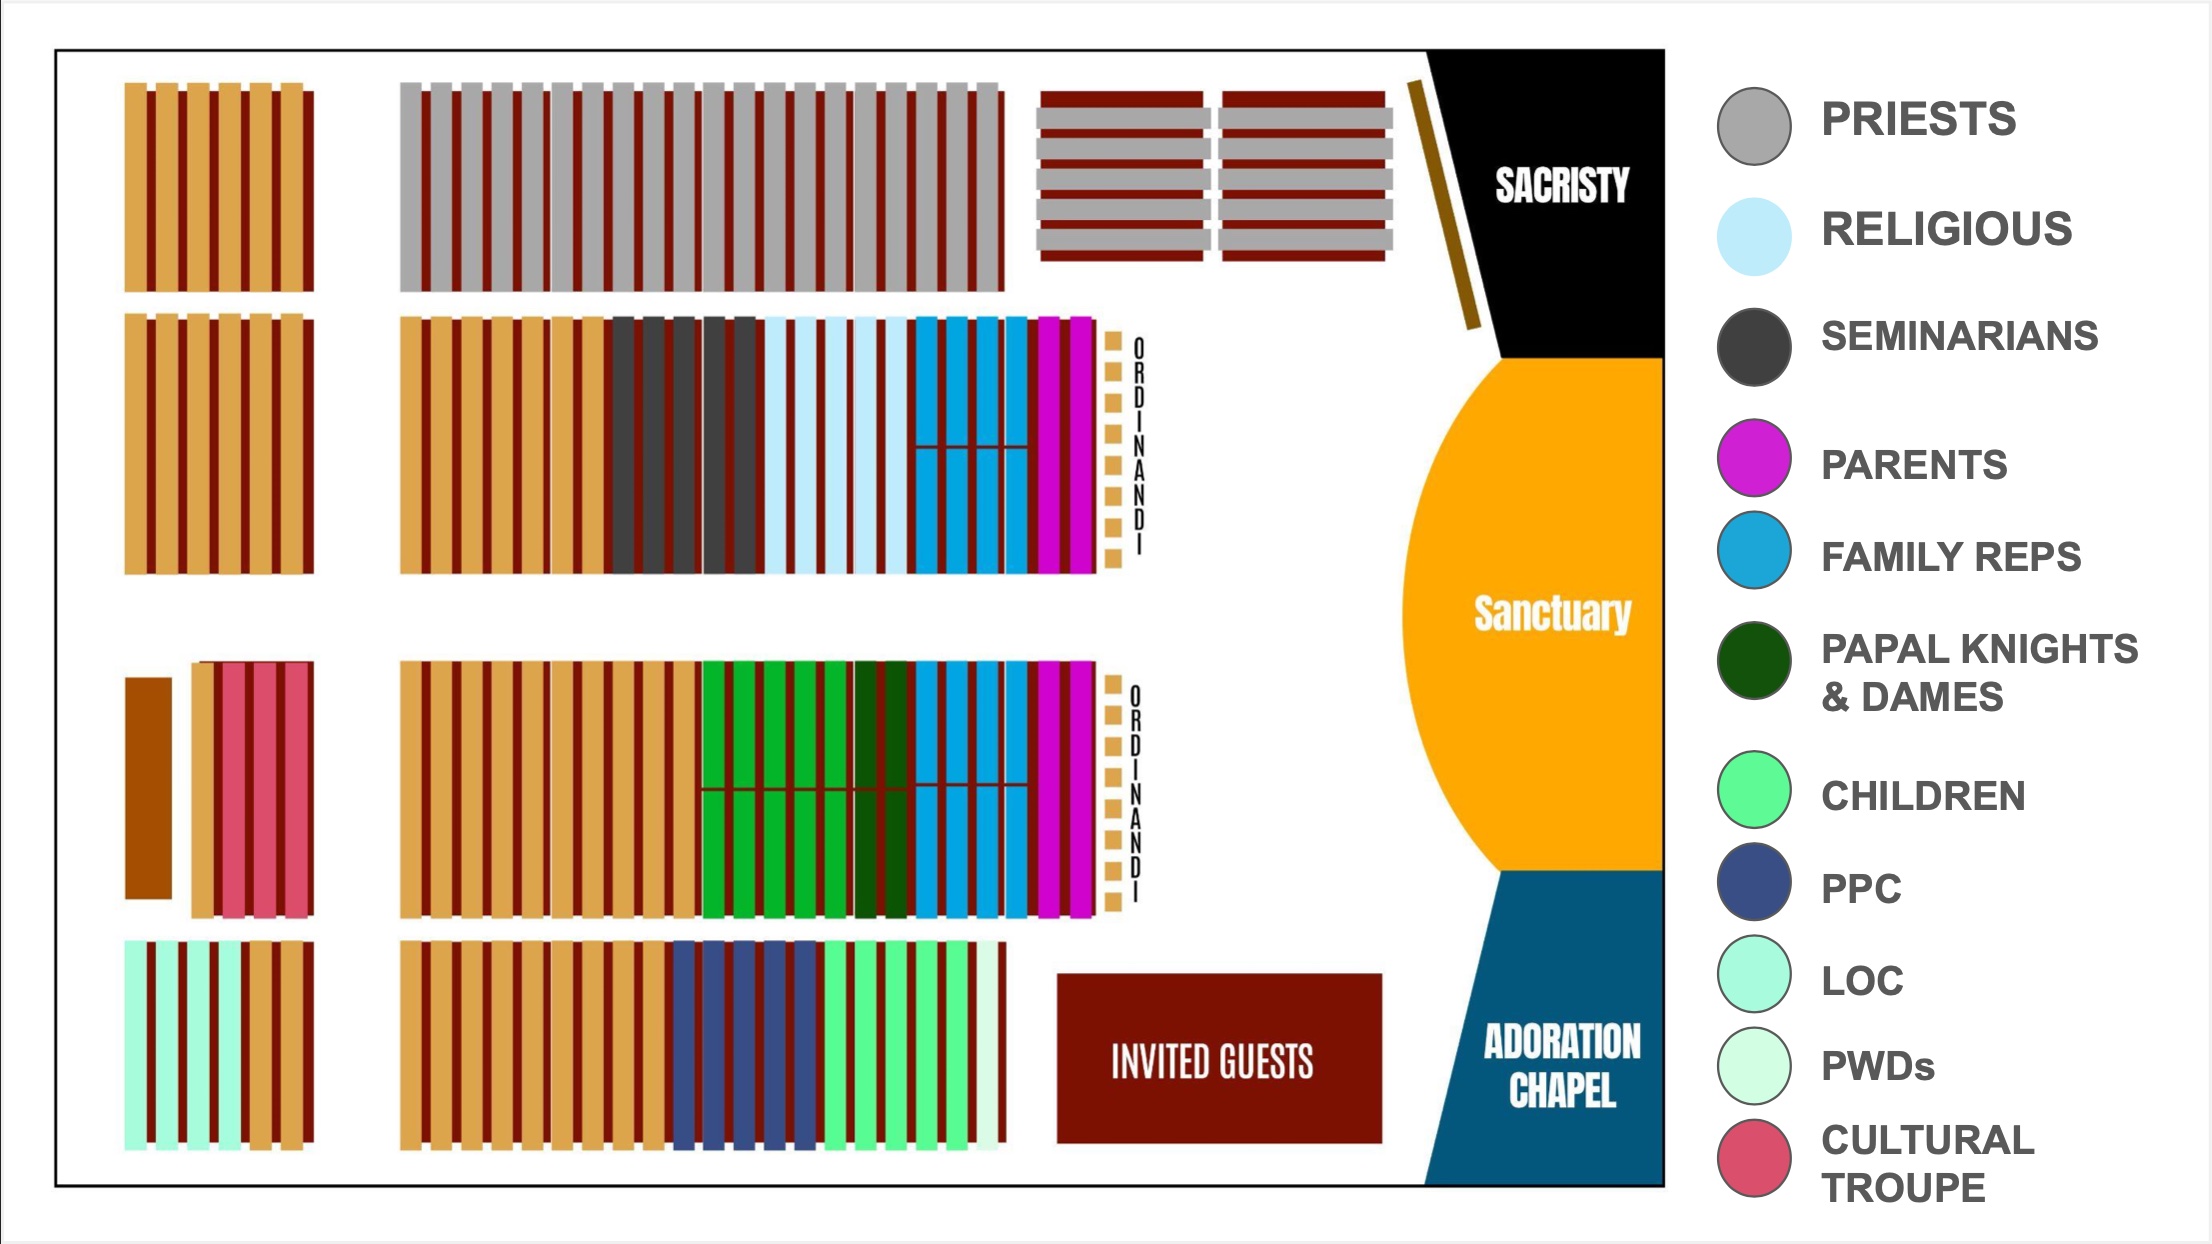 SACRISTY
ORDINANDI
Sanctuary
ORDINANDI
INVITED GUESTS
ADORATION
CHAPEL
PRIESTS
RELIGIOUS
SEMINARIANS
PARENTS
FAMILY REPS
PAPAL KNIGHTS
& DAMES
CHILDREN
PPC
LOC
PWDs
CULTURAL
TROUPE